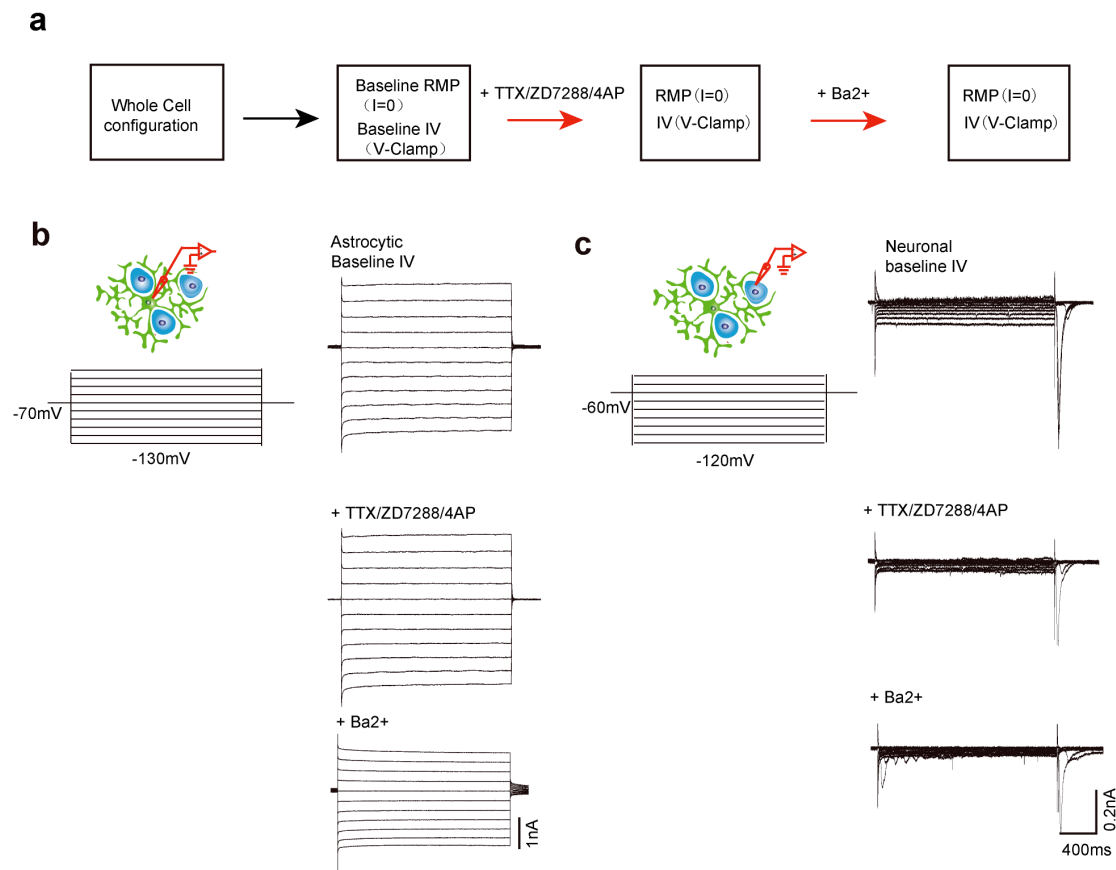 a
Whole Cell
configuration
Baseline RMP
（I=0）
Baseline IV
（V-Clamp）
+ TTX/ZD7288/4AP
RMP（I=0）
IV（V-Clamp）
+ Ba2+
RMP（I=0）
IV（V-Clamp）
b
Astrocytic
Baseline IV
-70mV
-130mV
+ TTX/ZD7288/4AP
+ Ba2+
1nA
c
Neuronal
baseline IV
-60mV
-120mV
+ TTX/ZD7288/4AP
+ Ba2+
0.2nA
400ms